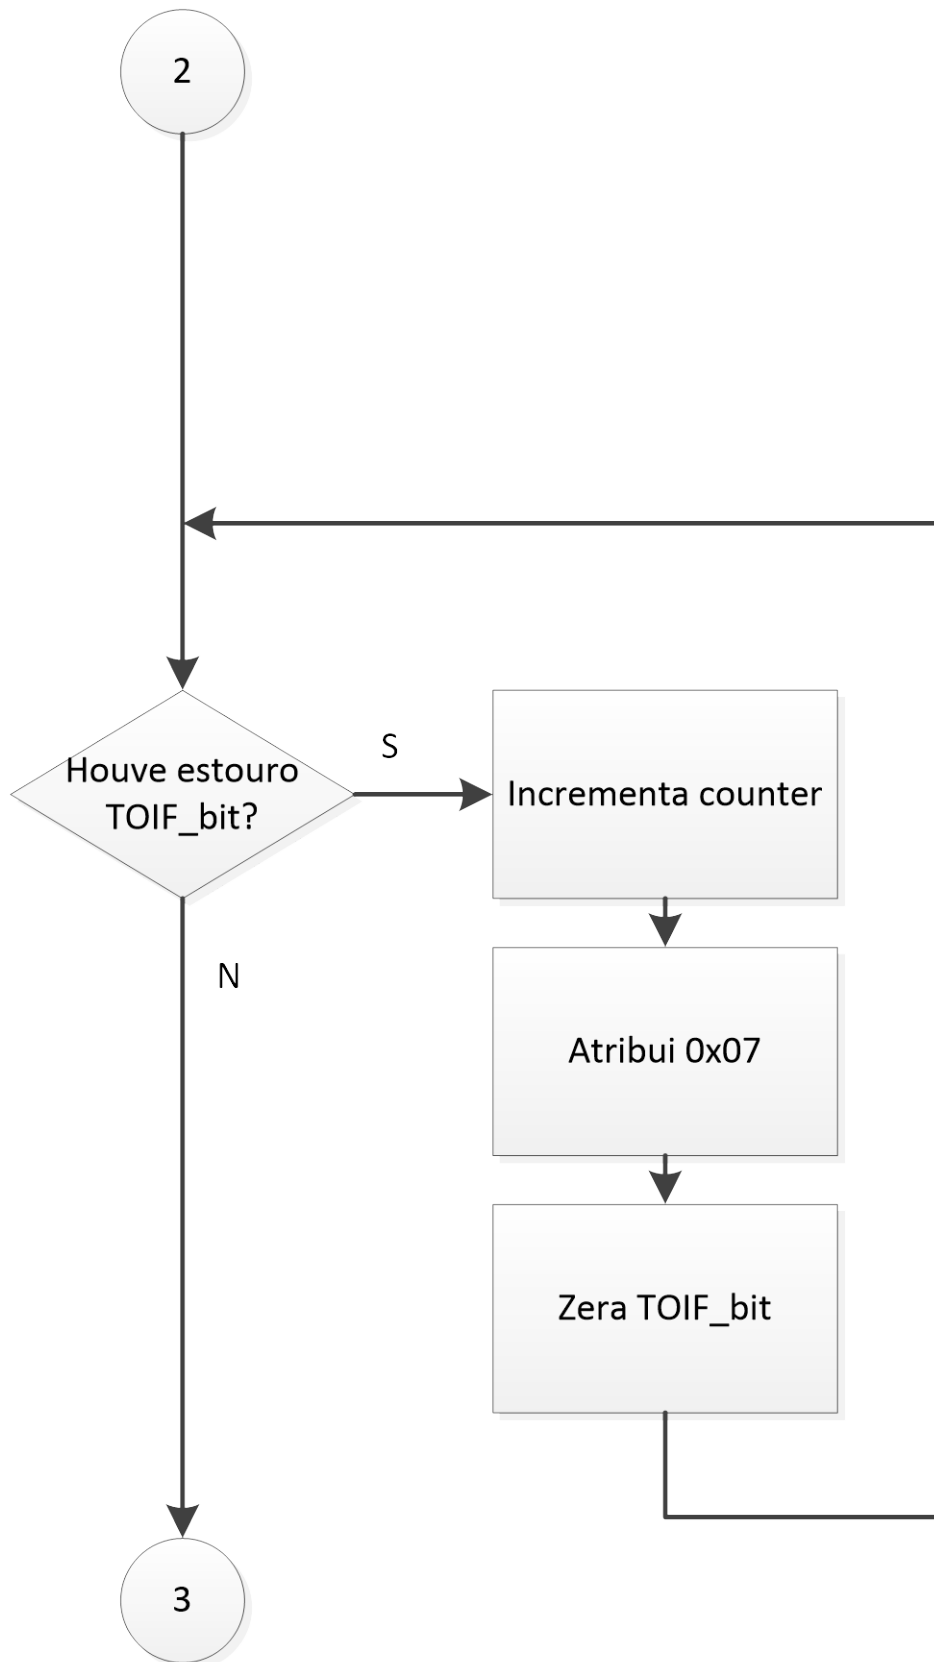 2
Houve estouro
TOIF_bit?
S
Incrementa counter
N
Atribui 0x07
Zera TOIF_bit
3